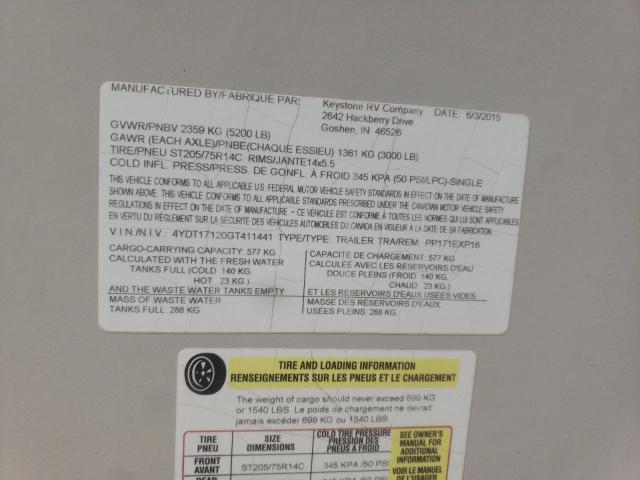 MANUFACTURED BY/FABRIQUE PAR: Keystone RV Company DATE: 6/3/2015
2642 Hackberry Drive
Goshen, IN 46526
GVWR/PNBV 2359 KG (5200 LB)
GAWR (EACH AXLE)/PNBE(CHAQUE ESSIEU) 1361 KG (3000 LB)
TIRE/PNEU ST205/75R14C RIMS/JANTE14x5.5
COLD INFL. PRESS/PRESS. DE GONFL. À FROID 345 KPA (50 PSI/LPC)-SINGLE
THIS VEHICLE CONFORMS TO ALL APPLICABLE U.S. FEDERAL MOTOR VEHICLE SAFETY STANDARDS IN EFFECT ON THE DATE OF MANUFACTURE
SHOWN ABOVE. THIS VEHICLE CONFORMS TO ALL APPLICABLE STANDARDS PRESCRIBED UNDER THE CANADIAN MOTOR VEHICLE SAFETY
REGULATIONS IN EFFECT ON THE DATE OF MANUFACTURE - CE VÉHICULE EST CONFORME À TOUTES LES NORMES QUI LUI SONT APPLICABLES
EN VERTU DU RÈGLEMENT SUR LA SÉCURITÉ DES VÉHICULES AUTOMOBILES DU CANADA EN VIGUEUR À LA DATE DE SA FABRICATION
V.I.N./N.I.V.: 4YDT17120GT411441 TYPE/TYPE: TRAILER TRA/REM: PP171EXP16
CARGO-CARRYING CAPACITY: 577 KG
CALCULATED WITH THE FRESH WATER
TANKS FULL (COLD 140 KG.
HOT 23 KG.)
AND THE WASTE WATER TANKS EMPTY
MASS OF WASTE WATER
TANKS FULL: 288 KG
CAPACITE DE CHARGEMENT: 577 KG
CALCULÉE AVEC LES RÉSERVOIRS D'EAU
DOUCE PLEINS (FROID 140 KG,
CHAUD 23 KG.)
ET LES RÉSERVOIRS D'EAUX USÉES VIDES
MASSE DES RÉSERVOIRS D'EAUX
USÉES PLEINS: 288 KG
TIRE AND LOADING INFORMATION
RENSEIGNEMENTS SUR LES PNEUS ET LE CHARGEMENT
The weight of cargo should never exceed 699 KG
or 1540 LBS. Le poids de chargement ne devrait
jamais excéder 699 KG ou 1540 LBS.
TIRE
PNEU
SIZE
DIMENSIONS
COLD TIRE PRESSURE
PRESSION DES
PNEUS A FROID
SEE OWNER'S
MANUAL FOR
ADDITIONAL
INFORMATION
VOIR LE MANUEL
DE L'USAGER
FRONT
AVANT
ST205/75R14C
345 KPA /50 PSI
REAR